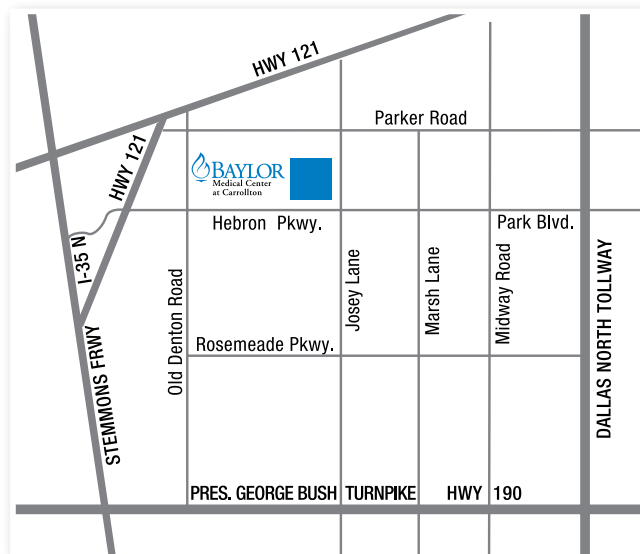 HWY 121
Parker Road
HWY 121
BAYLOR
Medical Center
at Carrollton
Hebron Pkwy.
Park Blvd.
I-35 N
Old Denton Road
Josey Lane
Marsh Lane
Midway Road
DALLAS NORTH TOLLWAY
Rosemeade Pkwy.
STEMMONS FRWY
PRES. GEORGE BUSH TURNPIKE HWY 190